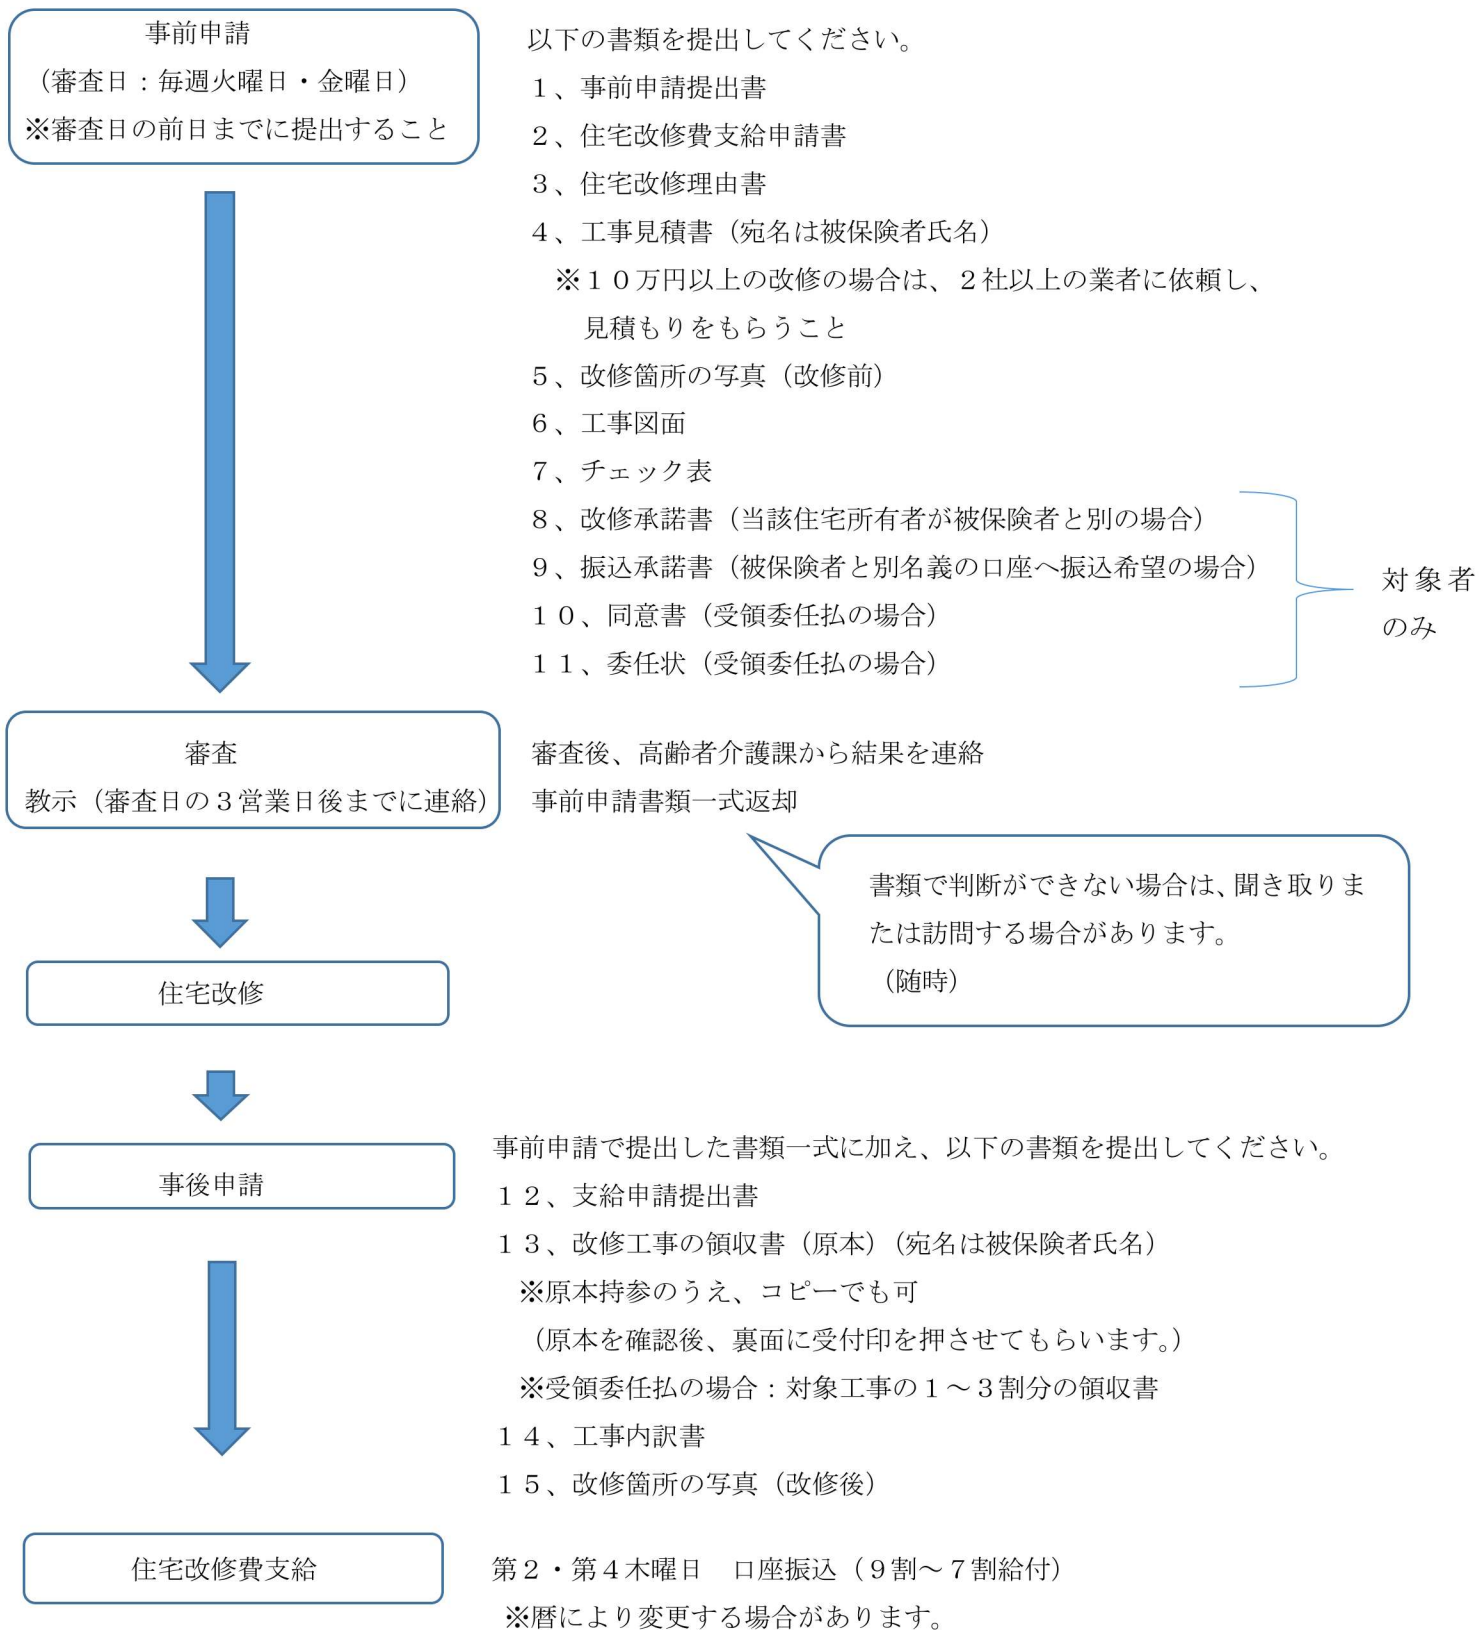 事前申請
（審査日：毎週火曜日・金曜日）
※審査日の前日までに提出すること
以下の書類を提出してください。
１、事前申請提出書
２、住宅改修費支給申請書
３、住宅改修理由書
４、工事見積書（宛名は被保険者氏名）
※１０万円以上の改修の場合は、２社以上の業者に依頼し、
見積もりをもらうこと
５、改修箇所の写真（改修前）
６、工事図面
７、チェック表
８、改修承諾書（当該住宅所有者が被保険者と別の場合）
９、振込承諾書（被保険者と別名義の口座へ振込希望の場合）
１０、同意書（受領委任払の場合）
１１、委任状（受領委任払の場合）
対象者
のみ
審査
教示（審査日の３営業日後までに連絡）
審査後、高齢者介護課から結果を連絡
事前申請書類一式返却
書類で判断ができない場合は、聞き取りま
たは訪問する場合があります。
（随時）
住宅改修
事後申請
事前申請で提出した書類一式に加え、以下の書類を提出してください。
１２、支給申請提出書
１３、改修工事の領収書（原本）（宛名は被保険者氏名）
※原本持参のうえ、コピーでも可
（原本を確認後、裏面に受付印を押させてもらいます。）
※受領委任払の場合：対象工事の１～３割分の領収書
１４、工事内訳書
１５、改修箇所の写真（改修後）
住宅改修費支給
第２・第４木曜日　口座振込（９割～７割給付）
※暦により変更する場合があります。